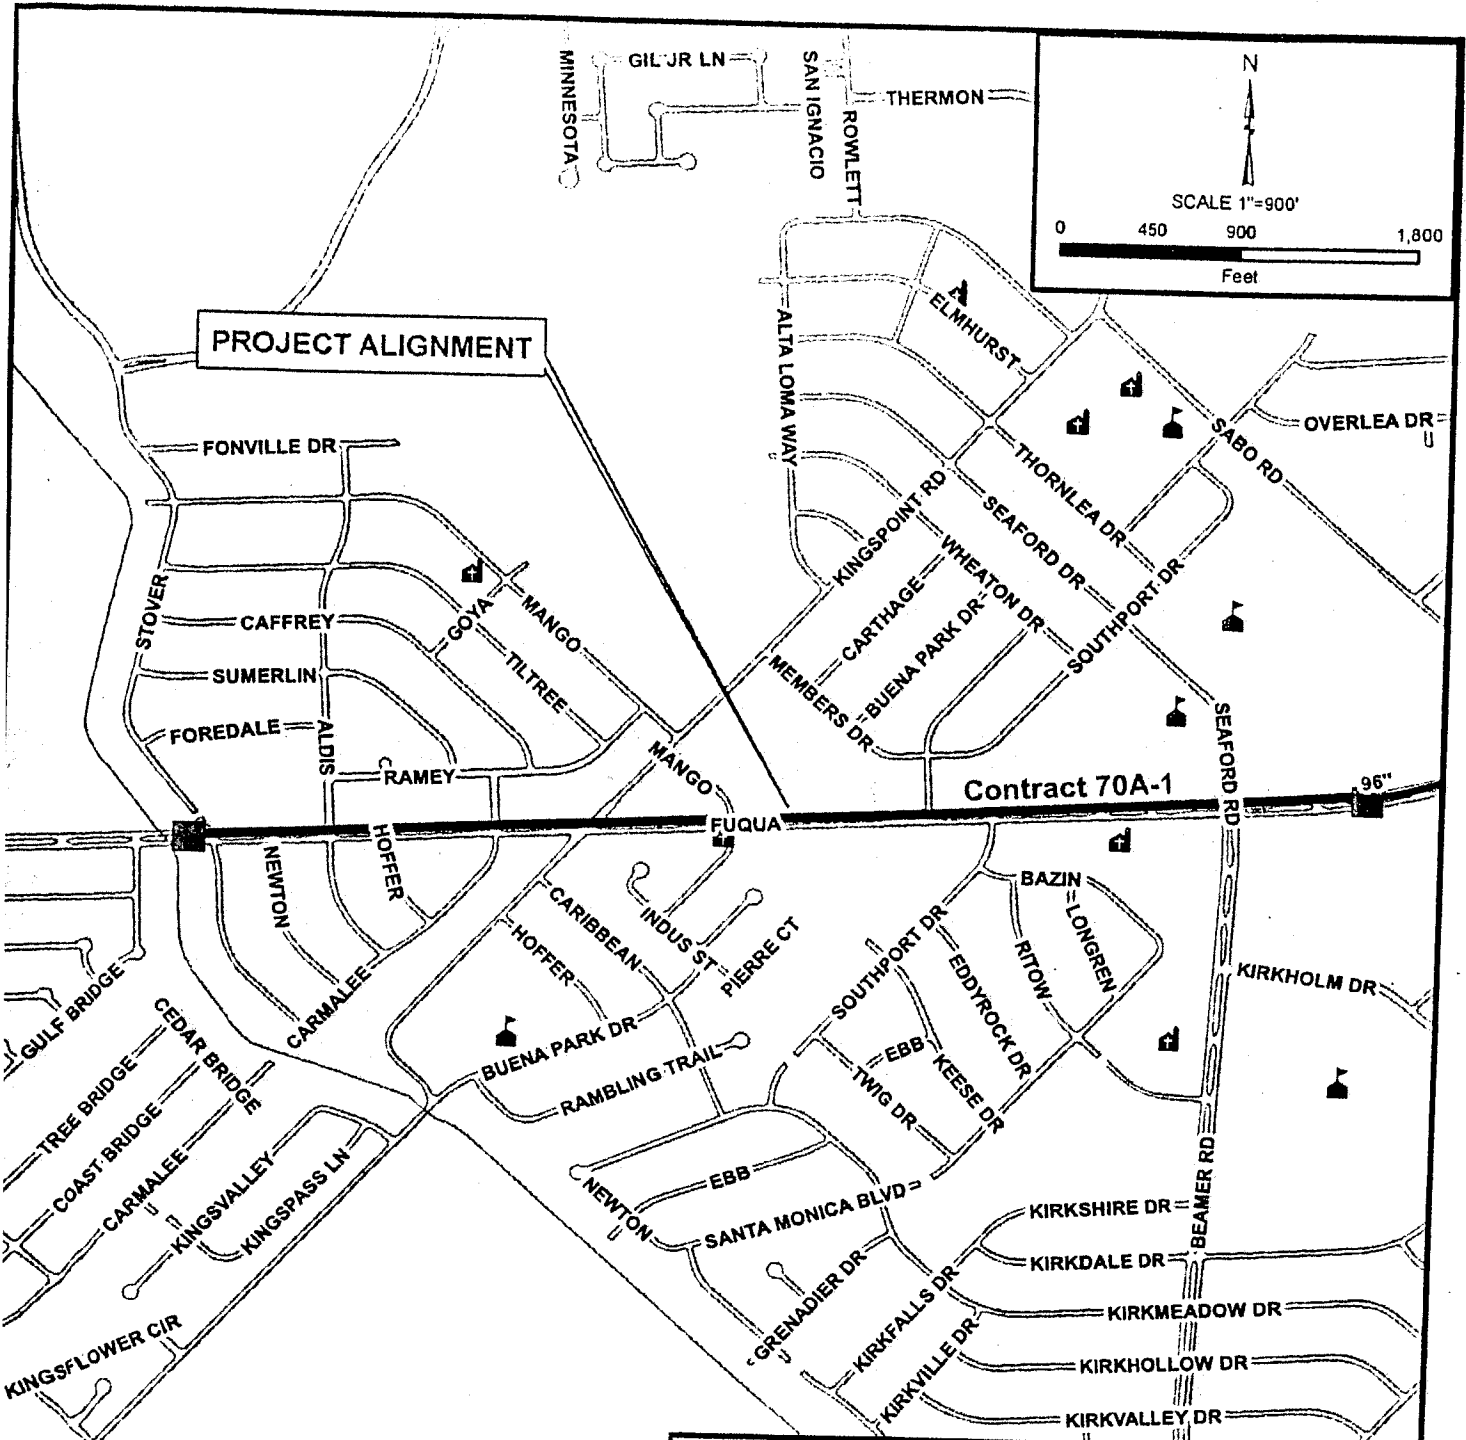 MINNESOTA
GIL JR LN
SAN IGNACIO
ROWLETT
THERMON
N
SCALE 1"=900'
0 450 900 1,800
Feet
PROJECT ALIGNMENT
ELMHURST
ALTA LOMA WAY
OVERLEA DR
SABO RD
FONVILLE DR
THORNLEA DR
KINGSPOINT RD
SEAFORD DR
WHEATON DR
STOVER
CAFFREY
GOYA
MANGO
CARTHAGE
BUENA PARK DR
SOUTHPORT DR
SUMERLIN
TILTREE
MEMBERS DR
FOREDALE
ALDIS
CRAMEY
MANGO
SEAFORD RD
Contract 70A-1
96"
FUQUA
HOFFER
NEWTON
BAZIN
LONGREN
CARIBBEAN
INDUS ST
PIERRE CT
HOFFER
SOUTHPORT DR
EDDYROCK DR
RITOW
KIRKHOLM DR
GULF BRIDGE
CEDAR BRIDGE
CARMALEE
BUENA PARK DR
RAMBLING TRAIL
EBB
KEESE DR
TWIG DR
TREE BRIDGE
COAST BRIDGE
CARMALEE
KINGSVALLEY
KINGSPASS LN
NEWTON
EBB
SANTA MONICA BLVD
BEAMER RD
KIRKSHIRE DR
KIRKDALE DR
GRENADIER DR
KIRKFALLS DR
KIRKMEADOW DR
KINGSFLOWER CIR
KIRKVILLE DR
KIRKHOLLOW DR
KIRKVALLEY DR